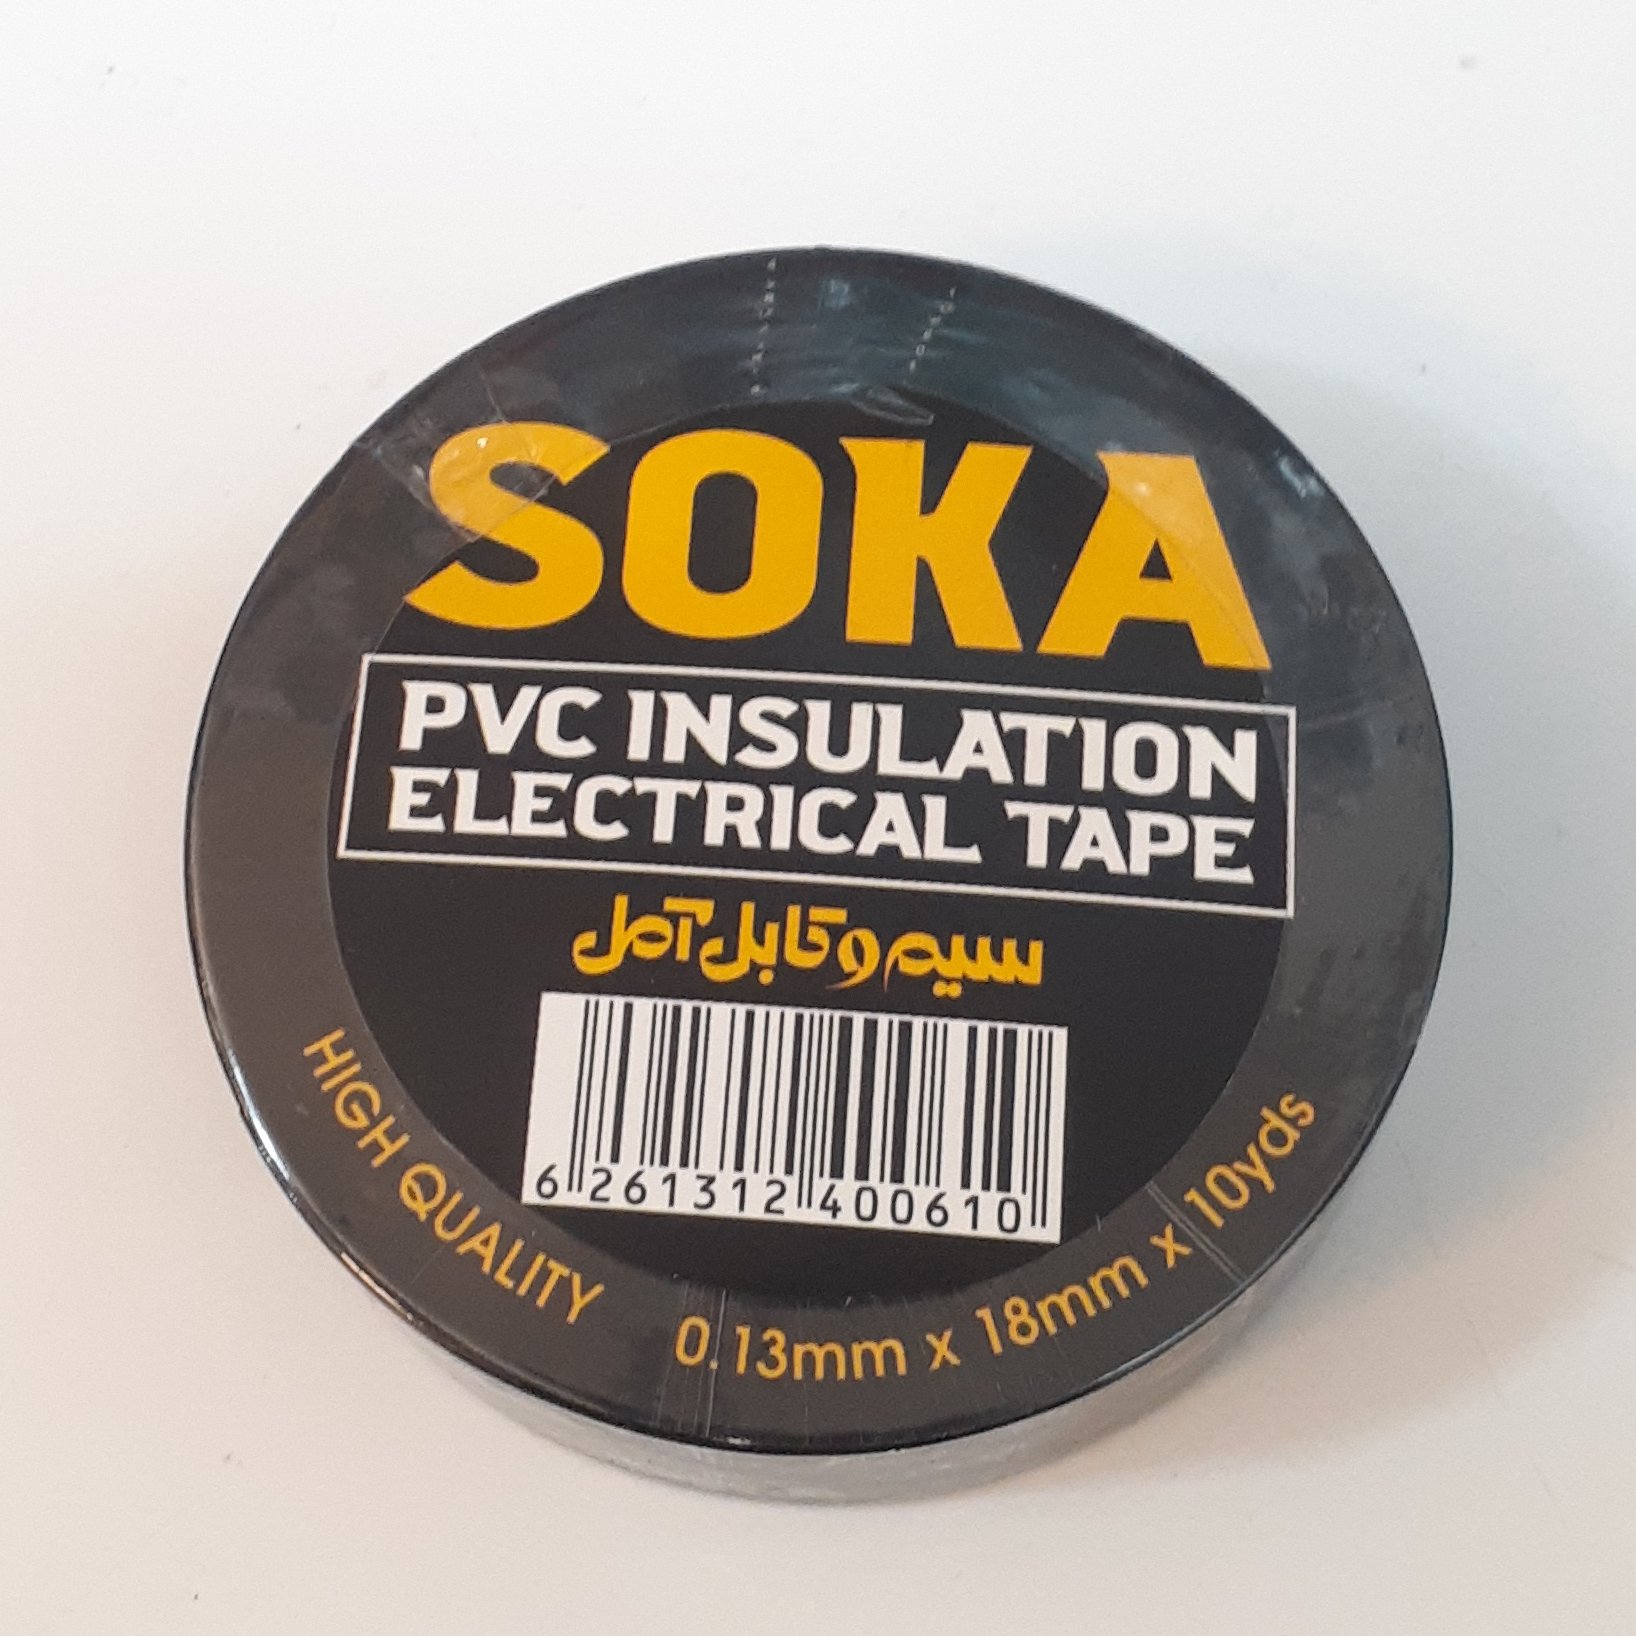 SOKA
PVC INSULATION
ELECTRICAL TAPE
سیم و کابل آمل
6 261312 400610
HIGH QUALITY
0.13mm x 18mm x 10yds